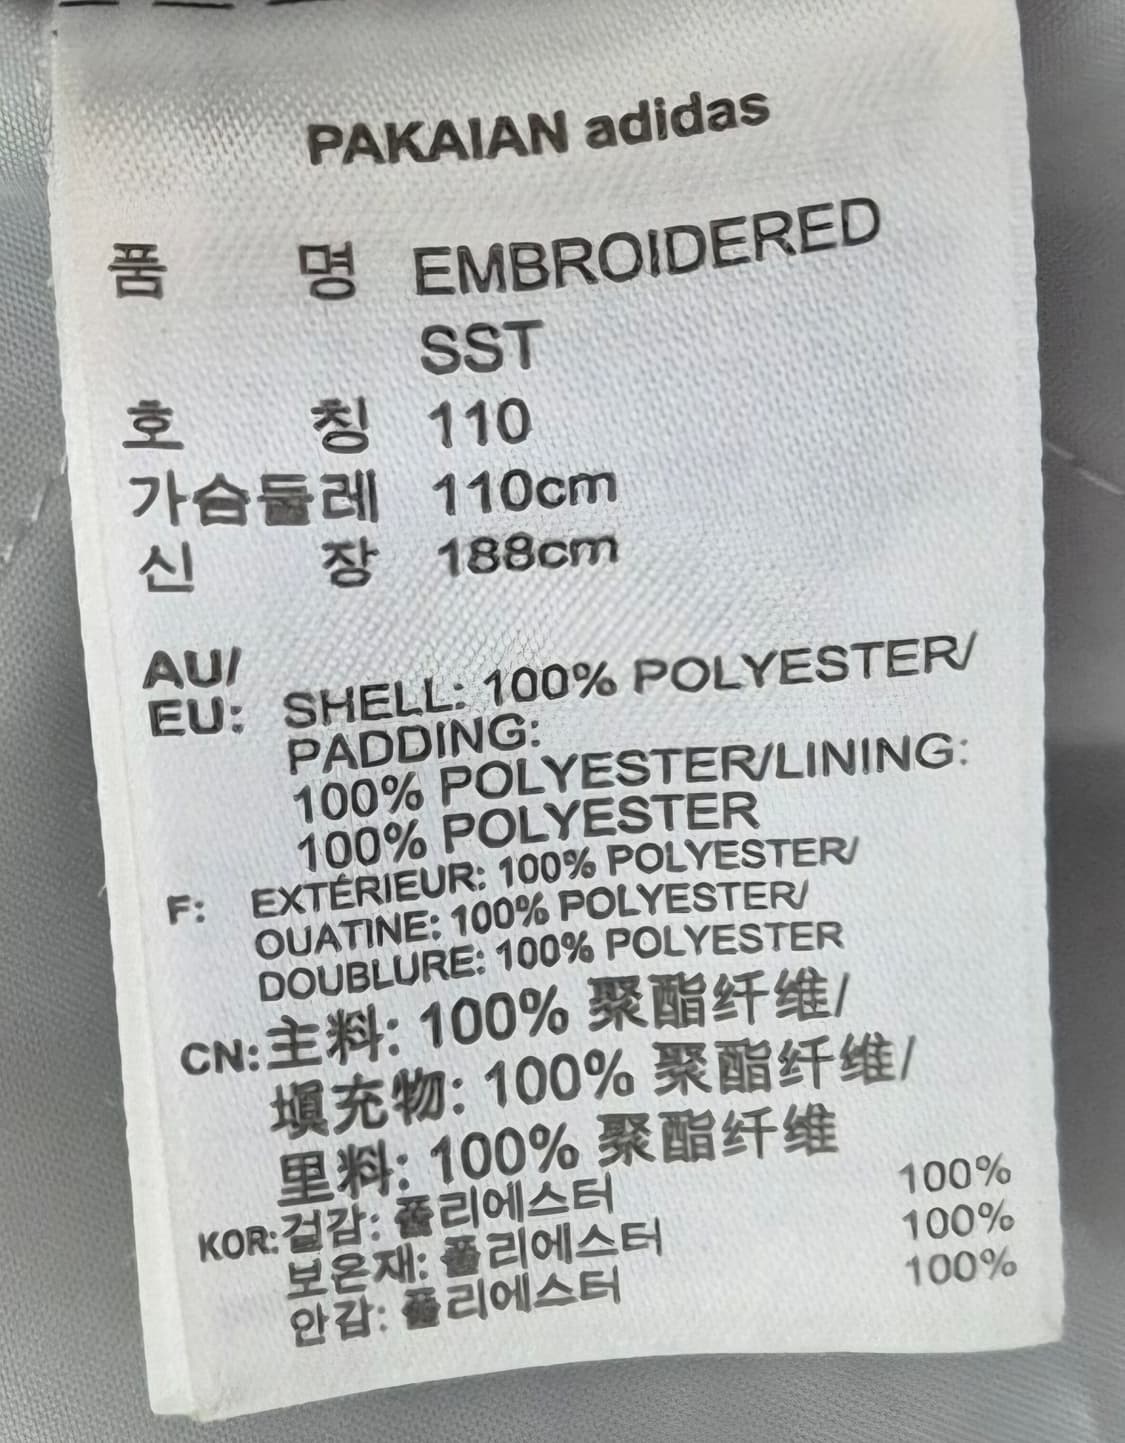 PAKAIAN adidas
품 명 EMBROIDERED
SST
호 칭 110
가슴둘레 110cm
신 장 188cm
AU/
EU: SHELL: 100% POLYESTER/
PADDING:
100% POLYESTER/LINING:
100% POLYESTER
F: EXTÉRIEUR: 100% POLYESTER/
OUATINE: 100% POLYESTER/
DOUBLURE: 100% POLYESTER
CN: 主料: 100% 聚酯纤维/
填充物: 100% 聚酯纤维/
里料: 100% 聚酯纤维
KOR: 겉감: 폴리에스터 100%
보온재: 폴리에스터 100%
안감: 폴리에스터 100%